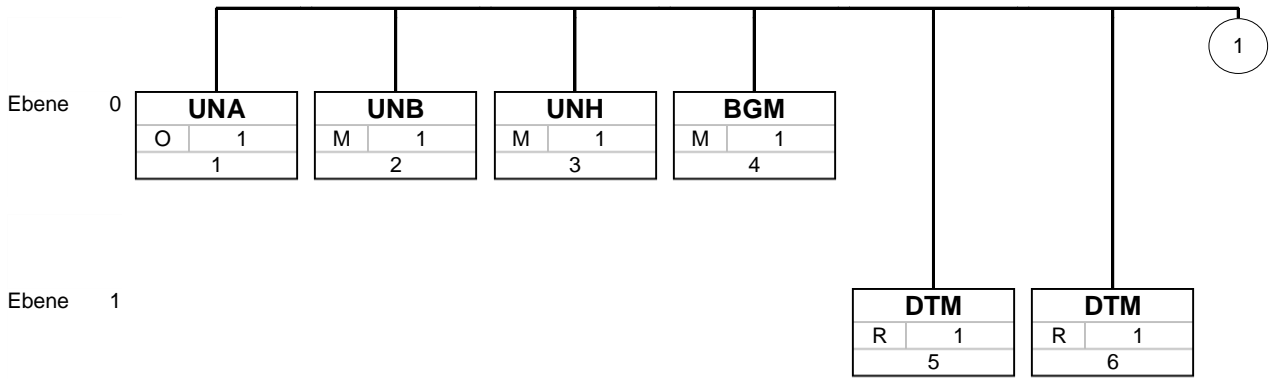 1
Ebene 0 UNA UNB UNH BGM
O 1 M 1 M 1 M 1
1 2 3 4
Ebene 1 DTM DTM
R 1 R 1
5 6